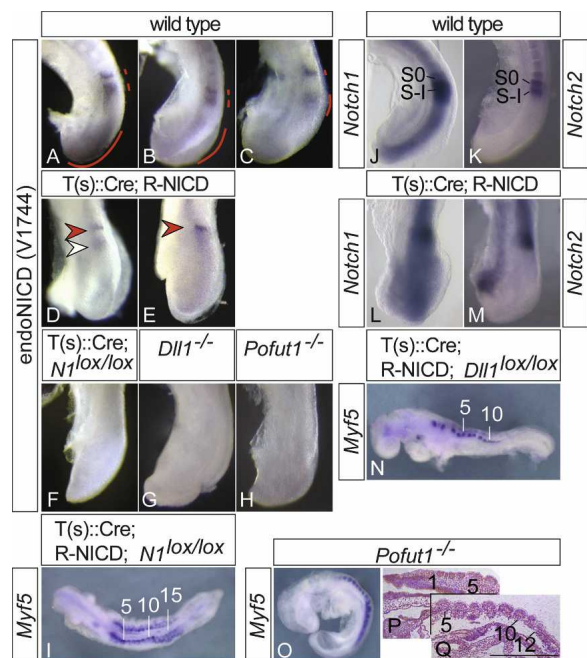 wild type
endoNICD (V1744)
A B C
T(s)::Cre; R-NICD
D E
T(s)::Cre;
N1lox/lox
Dll1-/-
Pofut1-/-
F G H
T(s)::Cre;
R-NICD; N1lox/lox
Myf5
5 10 15
I
wild type
Notch1
S0
S-I
J
S0
S-I
K
Notch2
T(s)::Cre; R-NICD
Notch1
L M
Notch2
T(s)::Cre;
R-NICD; Dll1lox/lox
Myf5
5 10
N
Pofut1-/-
Myf5
O
1 5
P
5 10 12
Q